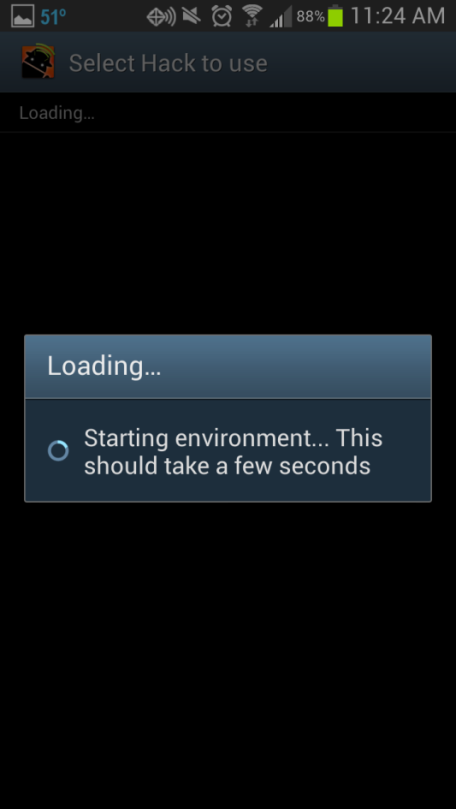 51° 88% 11:24 AM
Select Hack to use
Loading...
Loading...
Starting environment... This
should take a few seconds